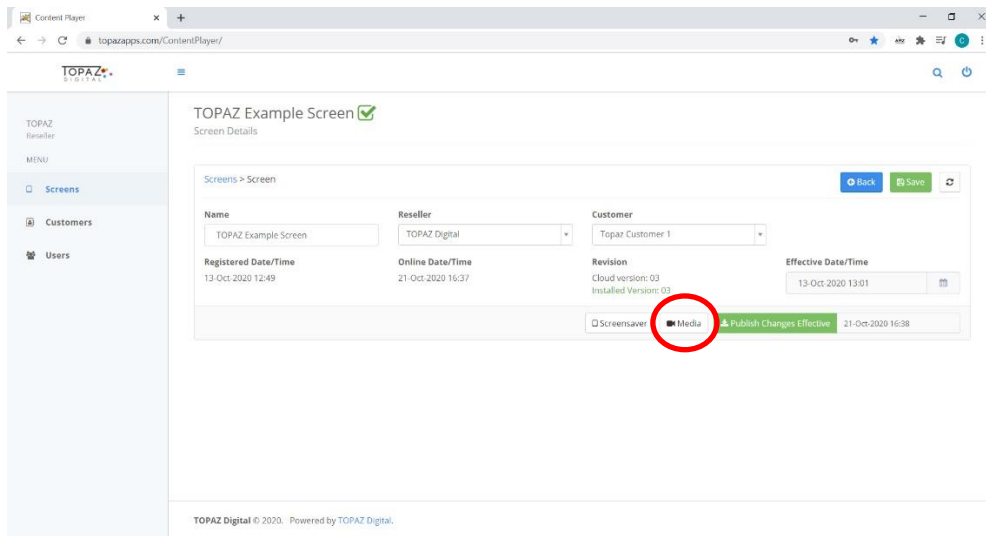 Content Player
topazapps.com/ContentPlayer/
TOPAZ
DIGITAL
TOPAZ
Reseller
MENU
Screens
Customers
Users
TOPAZ Example Screen
Screen Details
Screens > Screen
Back Save
Name Reseller Customer
TOPAZ Example Screen TOPAZ Digital Topaz Customer 1
Registered Date/Time Online Date/Time Revision Effective Date/Time
13-Oct-2020 12:49 21-Oct-2020 16:37 Cloud version: 03 13-Oct-2020 13:01
Installed Version: 03
Screensaver Media Publish Changes Effective 21-Oct-2020 16:38
TOPAZ Digital © 2020. Powered by TOPAZ Digital.